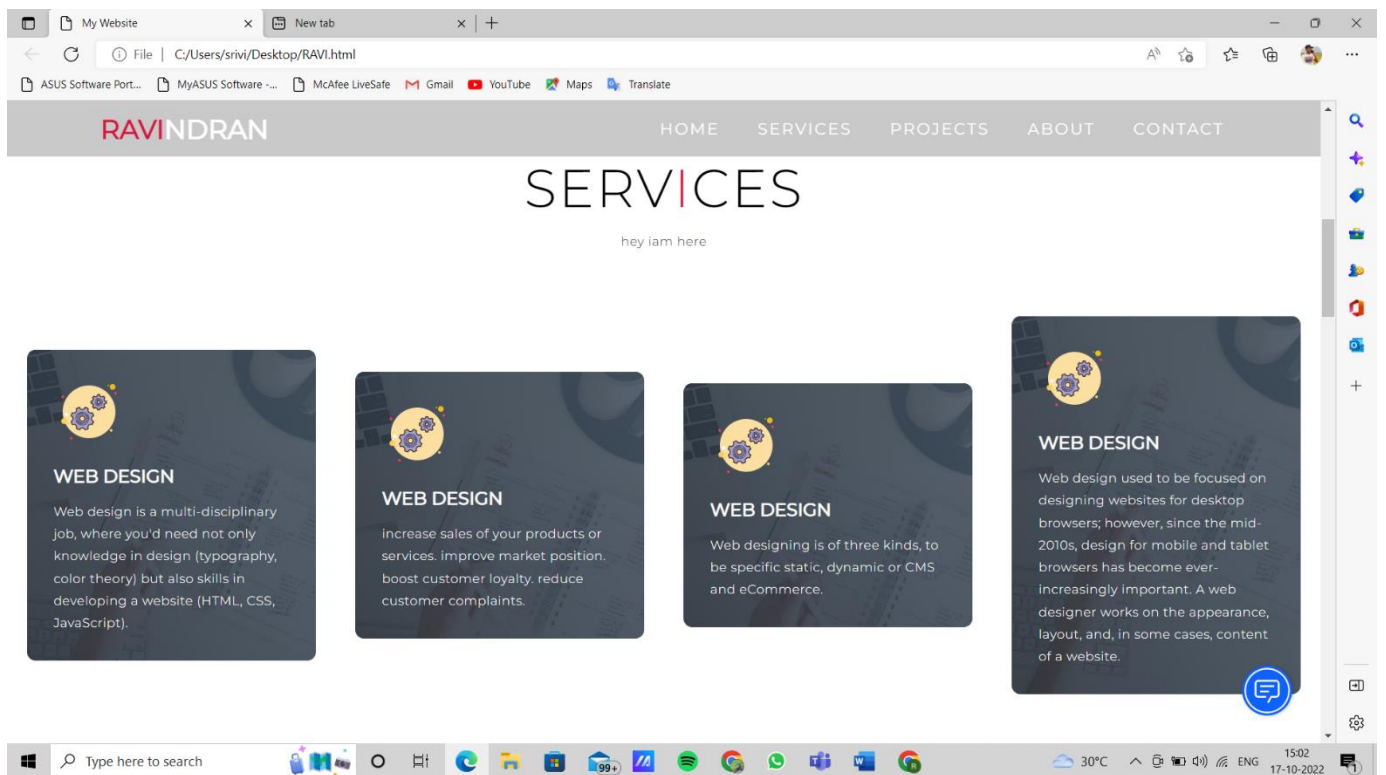 My Website
New tab
File | C:/Users/srivi/Desktop/RAVI.html
ASUS Software Port... MyASUS Software -... McAfee LiveSafe Gmail YouTube Maps Translate
RAVINDRAN HOME SERVICES PROJECTS ABOUT CONTACT
SERVICES
hey iam here
WEB DESIGN
Web design is a multi-disciplinary
job, where you'd need not only
knowledge in design (typography,
color theory) but also skills in
developing a website (HTML, CSS,
JavaScript).
WEB DESIGN
increase sales of your products or
services. improve market position.
boost customer loyalty. reduce
customer complaints.
WEB DESIGN
Web designing is of three kinds, to
be specific static, dynamic or CMS
and eCommerce.
WEB DESIGN
Web design used to be focused on
designing websites for desktop
browsers; however, since the mid-
2010s, design for mobile and tablet
browsers has become ever-
increasingly important. A web
designer works on the appearance,
layout, and, in some cases, content
of a website.
Type here to search
99+
30°C
ENG
15:02
17-10-2022
1